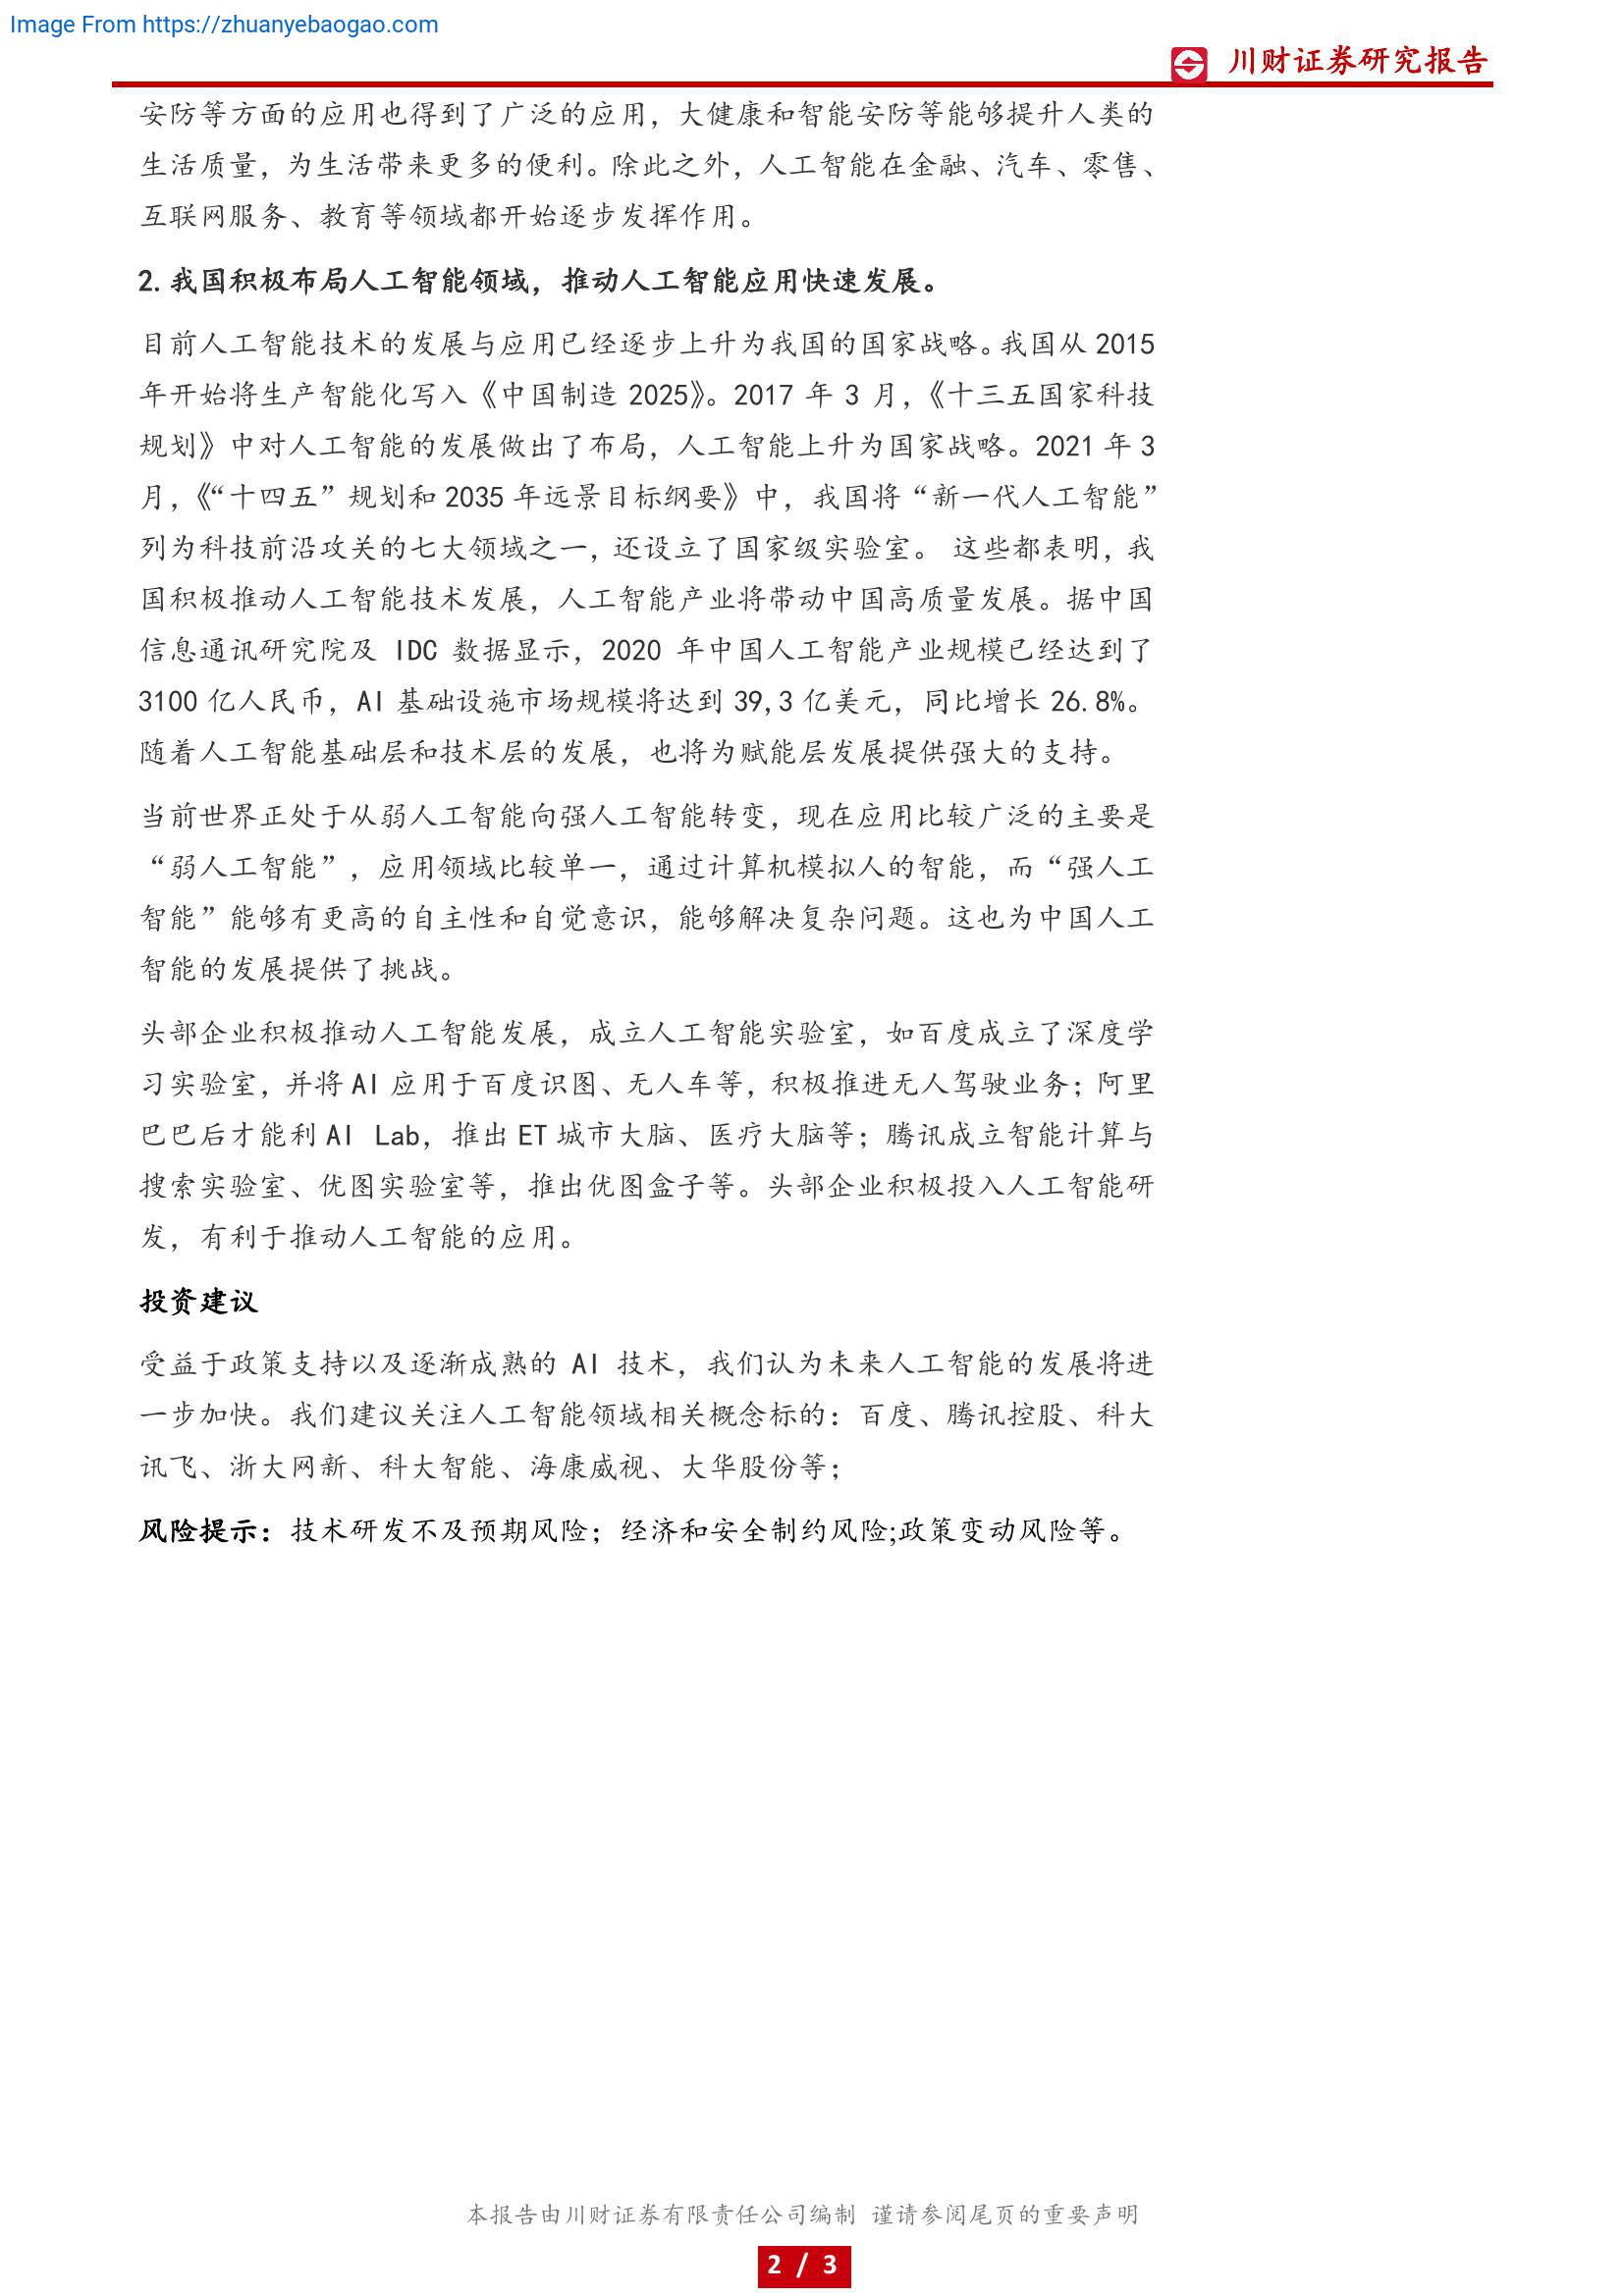 Image From https://zhuanyebaogao.com
川财证券研究报告
安防等方面的应用也得到了广泛的应用，大健康和智能安防等能够提升人类的
生活质量，为生活带来更多的便利。除此之外，人工智能在金融、汽车、零售、
互联网服务、教育等领域都开始逐步发挥作用。
2.我国积极布局人工智能领域，推动人工智能应用快速发展。
目前人工智能技术的发展与应用已经逐步上升为我国的国家战略。我国从 2015
年开始将生产智能化写入《中国制造 2025》。2017 年 3 月，《十三五国家科技
规划》中对人工智能的发展做出了布局，人工智能上升为国家战略。2021 年 3
月，《“十四五”规划和 2035 年远景目标纲要》中，我国将“新一代人工智能”
列为科技前沿攻关的七大领域之一，还设立了国家级实验室。 这些都表明，我
国积极推动人工智能技术发展，人工智能产业将带动中国高质量发展。据中国
信息通讯研究院及 IDC 数据显示，2020 年中国人工智能产业规模已经达到了
3100 亿人民币，AI 基础设施市场规模将达到 39,3 亿美元，同比增长 26.8%。
随着人工智能基础层和技术层的发展，也将为赋能层发展提供强大的支持。
当前世界正处于从弱人工智能向强人工智能转变，现在应用比较广泛的主要是
“弱人工智能”，应用领域比较单一，通过计算机模拟人的智能，而“强人工
智能”能够有更高的自主性和自觉意识，能够解决复杂问题。这也为中国人工
智能的发展提供了挑战。
头部企业积极推动人工智能发展，成立人工智能实验室，如百度成立了深度学
习实验室，并将 AI 应用于百度识图、无人车等，积极推进无人驾驶业务；阿里
巴巴后才能利 AI Lab，推出 ET 城市大脑、医疗大脑等；腾讯成立智能计算与
搜索实验室、优图实验室等，推出优图盒子等。头部企业积极投入人工智能研
发，有利于推动人工智能的应用。
投资建议
受益于政策支持以及逐渐成熟的 AI 技术，我们认为未来人工智能的发展将进
一步加快。我们建议关注人工智能领域相关概念标的：百度、腾讯控股、科大
讯飞、浙大网新、科大智能、海康威视、大华股份等；
风险提示：技术研发不及预期风险；经济和安全制约风险;政策变动风险等。
本报告由川财证券有限责任公司编制 谨请参阅尾页的重要声明
2 / 3